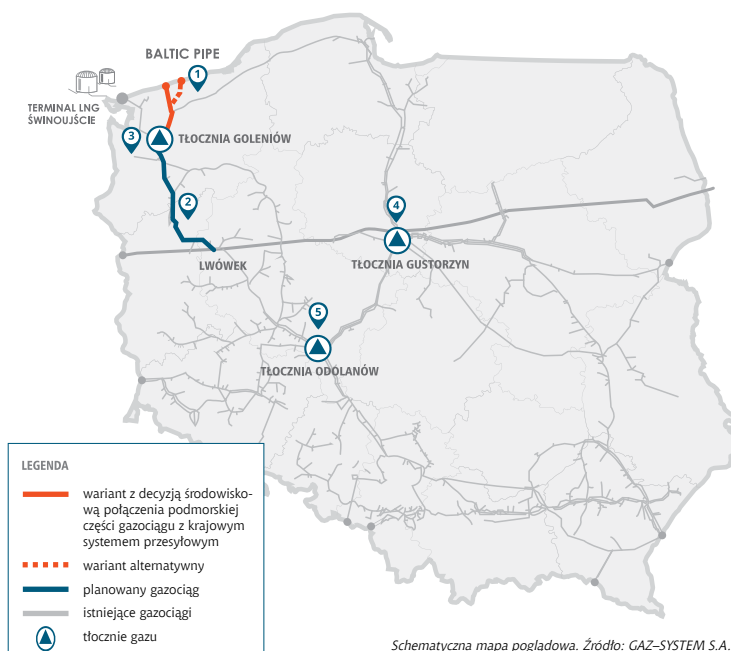 BALTIC PIPE
1
TERMINAL LNG
ŚWINOUJŚCIE
3
TŁOCZNIA GOLENIÓW
2
4
LWÓWEK
TŁOCZNIA GUSTORZYN
5
TŁOCZNIA ODOLANÓW
LEGENDA
wariant z decyzją środowisko-
wą połączenia podmorskiej
części gazociągu z krajowym
systemem przesyłowym
wariant alternatywny
planowany gazociąg
istniejące gazociągi
tłocznie gazu
Schematyczna mapa poglądowa. Źródło: GAZ–SYSTEM S.A.